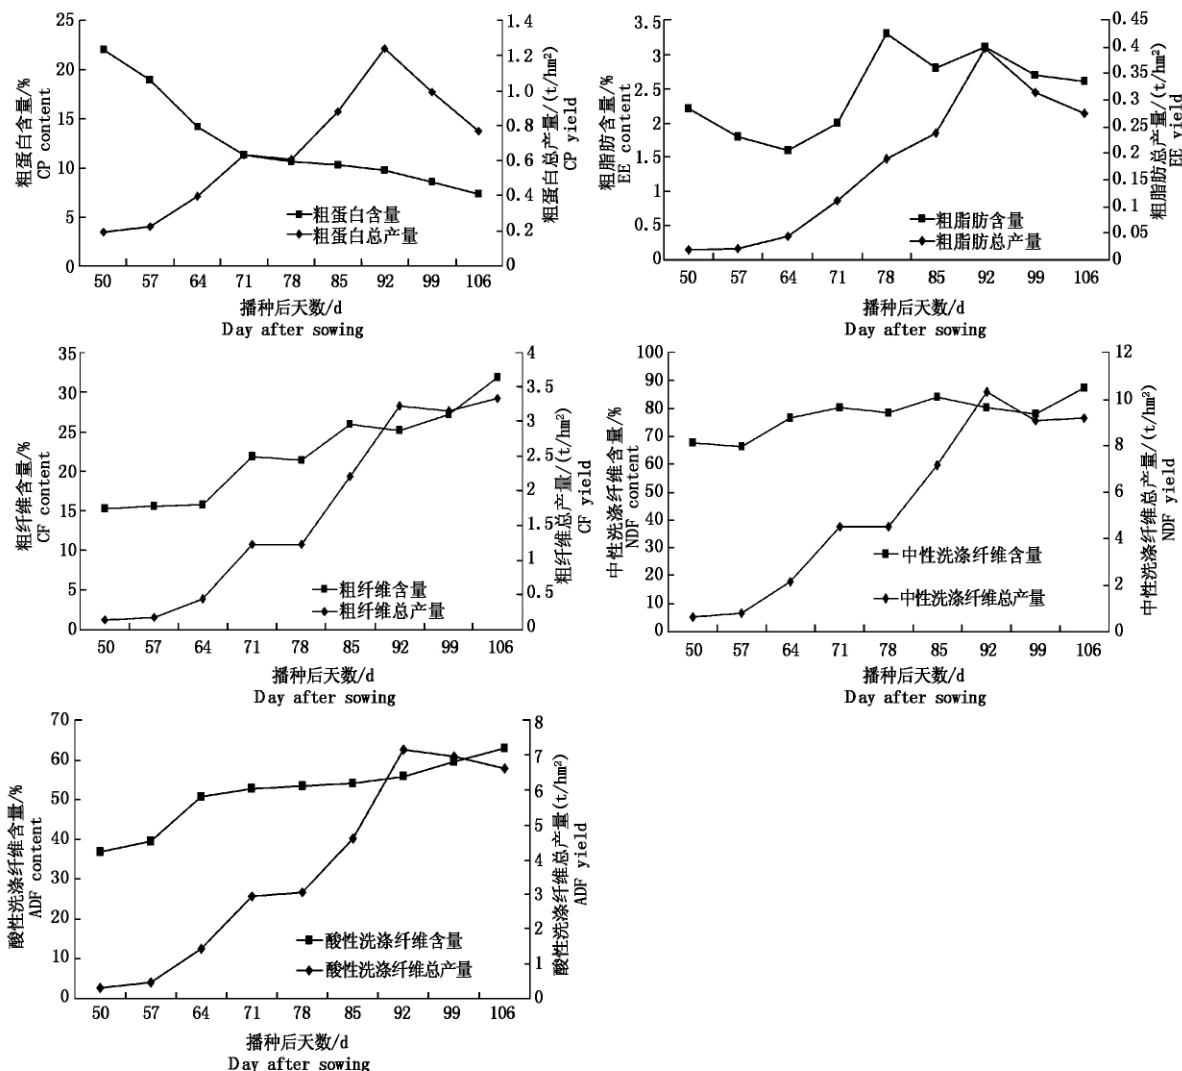 25
20
15
10
5
0
粗蛋白含量/%
CP content
1.4
1.2
1.0
0.8
0.6
0.4
0.2
0
粗蛋白总产量/(t/hm²)
CP yield
粗蛋白含量
粗蛋白总产量
50 57 64 71 78 85 92 99 106
播种后天数/d
Day after sowing
3.5
3
2.5
2
1.5
1
0.5
0
粗脂肪含量/%
EE content
0.45
0.4
0.35
0.3
0.25
0.2
0.15
0.1
0.05
0
粗脂肪总产量/(t/hm²)
EE yield
粗脂肪含量
粗脂肪总产量
50 57 64 71 78 85 92 99 106
播种后天数/d
Day after sowing
35
30
25
20
15
10
5
0
粗纤维含量/%
CF content
4
3.5
3
2.5
2
1.5
1
0.5
0
粗纤维总产量/(t/hm²)
CF yield
粗纤维含量
粗纤维总产量
50 57 64 71 78 85 92 99 106
播种后天数/d
Day after sowing
100
90
80
70
60
50
40
30
20
10
0
中性洗涤纤维含量/%
NDF content
12
10
8
6
4
2
0
中性洗涤纤维总产量/(t/hm²)
NDF yield
中性洗涤纤维含量
中性洗涤纤维总产量
50 57 64 71 78 85 92 99 106
播种后天数/d
Day after sowing
70
60
50
40
30
20
10
0
酸性洗涤纤维含量/%
ADF content
8
7
6
5
4
3
2
1
0
酸性洗涤纤维总产量(t/hm²)
ADF yield
酸性洗涤纤维含量
酸性洗涤纤维总产量
50 57 64 71 78 85 92 99 106
播种后天数/d
Day after sowing